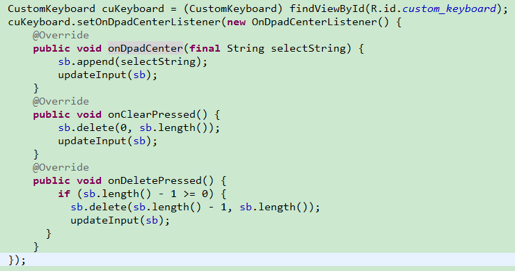 CustomKeyboard cuKeyboard = (CustomKeyboard) findViewById(R.id.custom_keyboard);
cuKeyboard.setOnDpadCenterListener(new OnDpadCenterListener() {
    @Override
    public void onDpadCenter(final String selectString) {
        sb.append(selectString);
        updateInput(sb);
    }
    @Override
    public void onClearPressed() {
        sb.delete(0, sb.length());
        updateInput(sb);
    }
    @Override
    public void onDeletePressed() {
        if (sb.length() - 1 >= 0) {
          sb.delete(sb.length() - 1, sb.length());
          updateInput(sb);
      }
    }
});